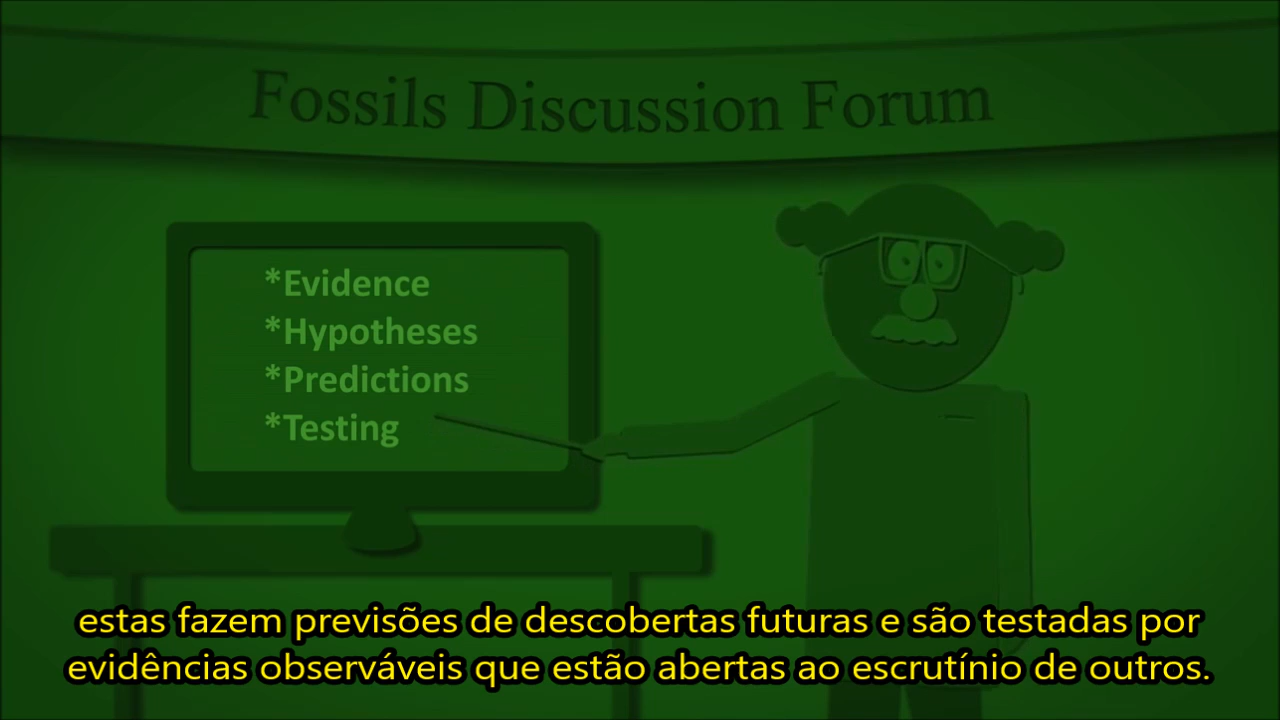 Fossils Discussion Forum
*Evidence
*Hypotheses
*Predictions
*Testing
estas fazem previsões de descobertas futuras e são testadas por
evidências observáveis que estão abertas ao escrutínio de outros.